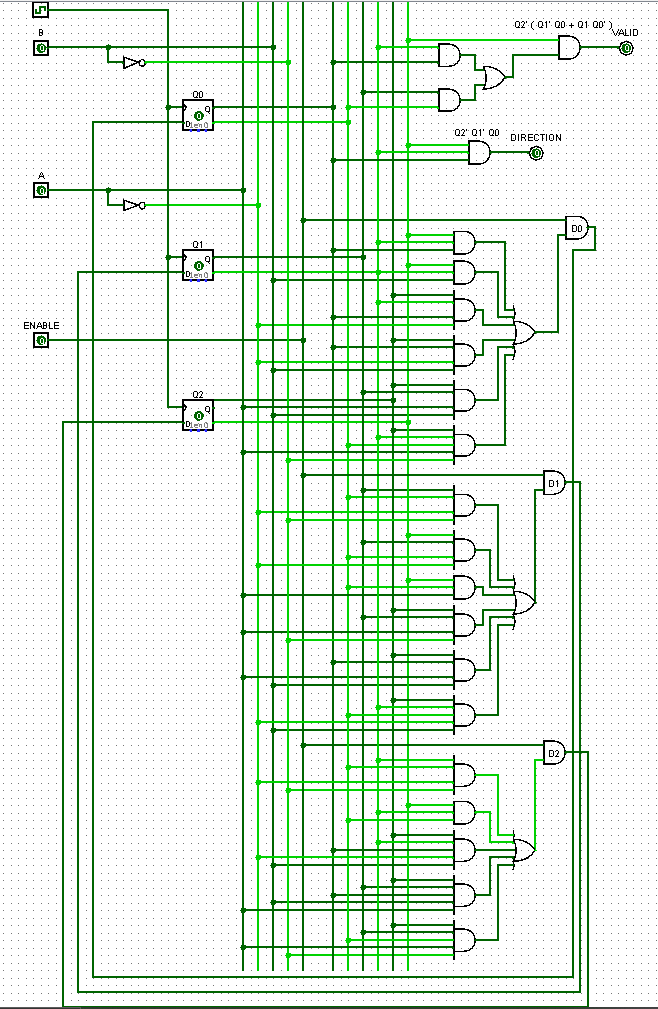 Q2' ( Q1' Q0 + Q1 Q0' )
VALID
0
B
0
Q0
Q
0
D
len 0
Q2' Q1' Q0
DIRECTION
0
A
0
D0
Q1
Q
0
D
len 0
ENABLE
0
Q2
Q
0
D
len 0
D1
D2